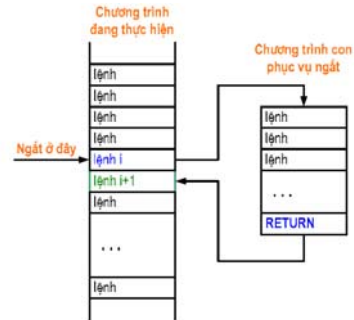 Chương trình
đang thực hiện
lệnh
lệnh
lệnh
lệnh
Ngắt ở đây
lệnh i
lệnh i+1
lệnh
...
lệnh
Chương trình con
phục vụ ngắt
lệnh
lệnh
lệnh
...
RETURN